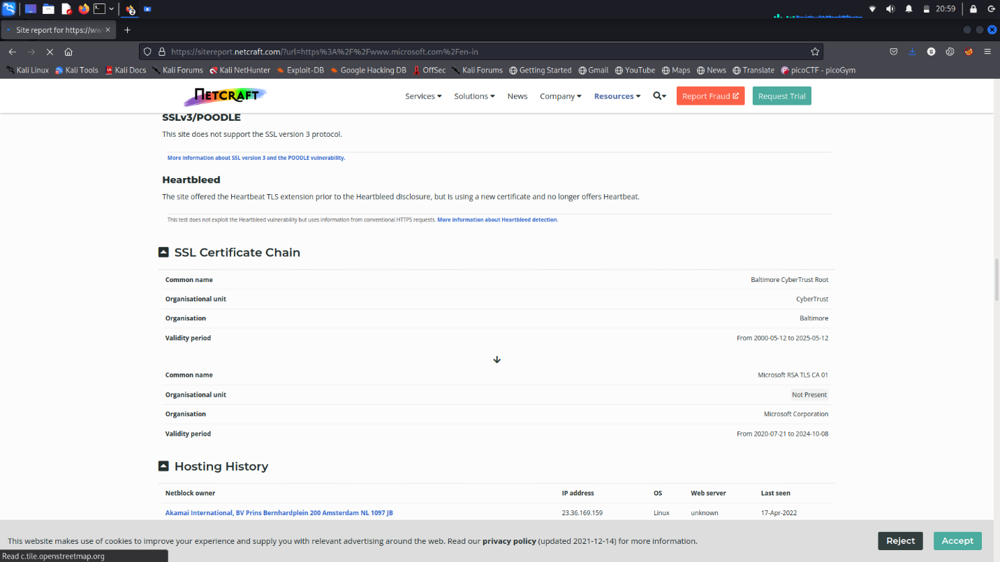 20:59
Site report for https://ww
https://sitereport.netcraft.com/?url=https%3A%2F%2Fwww.microsoft.com%2Fen-in
Kali Linux Kali Tools Kali Docs Kali Forums Kali NetHunter Exploit-DB Google Hacking DB OffSec Kali Forums Getting Started Gmail YouTube Maps News Translate picoCTF - picoGym
NETCRAFT Services Solutions News Company Resources Report Fraud Request Trial
SSLv3/POODLE
This site does not support the SSL version 3 protocol.
More information about SSL version 3 and the POODLE vulnerability.
Heartbleed
The site offered the Heartbeat TLS extension prior to the Heartbleed disclosure, but is using a new certificate and no longer offers Heartbeat.
This test does not exploit the Heartbleed vulnerability but uses information from conventional HTTPS requests. More information about Heartbleed detection.
SSL Certificate Chain
Common name Baltimore CyberTrust Root
Organisational unit CyberTrust
Organisation Baltimore
Validity period From 2000-05-12 to 2025-05-12
Common name Microsoft RSA TLS CA 01
Organisational unit Not Present
Organisation Microsoft Corporation
Validity period From 2020-07-21 to 2024-10-08
Hosting History
Netblock owner IP address OS Web server Last seen
Akamai International, BV Prins Bernhardplein 200 Amsterdam NL 1097 JB 23.36.169.159 Linux unknown 17-Apr-2022
This website makes use of cookies to improve your experience and supply you with relevant advertising around the web. Read our privacy policy (updated 2021-12-14) for more information. Reject Accept
Read c.tile.openstreetmap.org